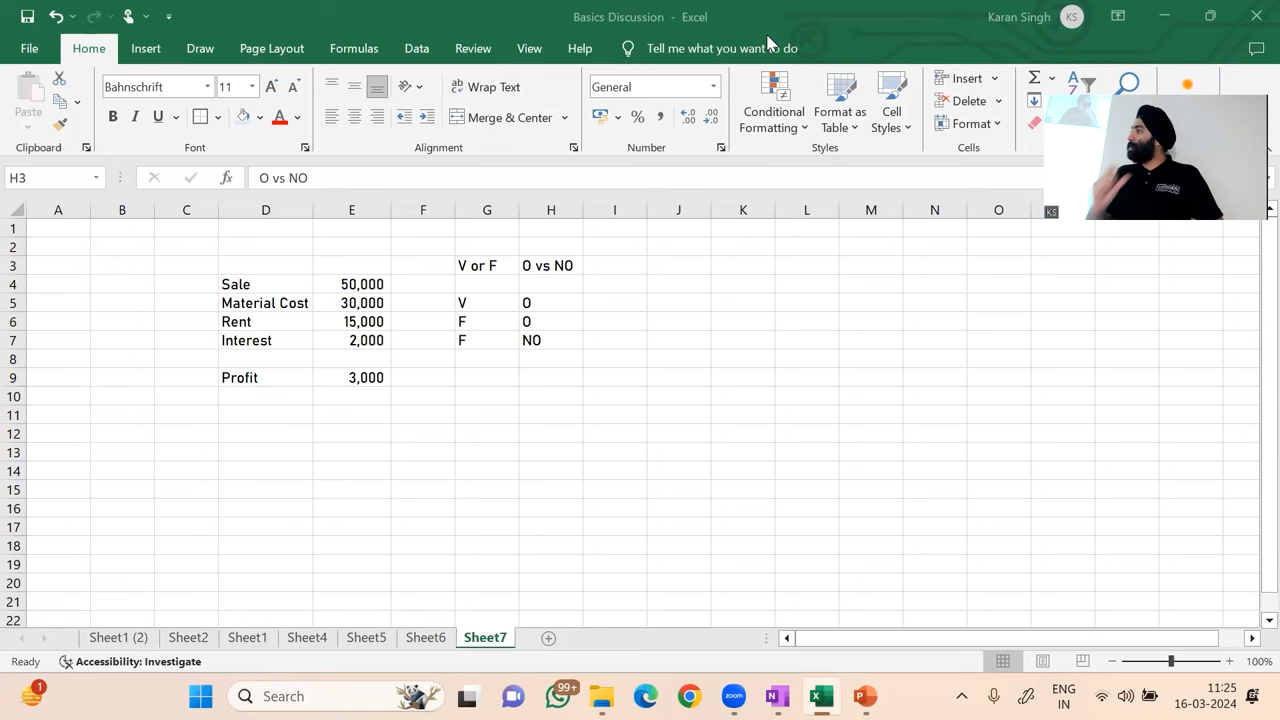 Basics Discussion - Excel
Karan Singh KS
File Home Insert Draw Page Layout Formulas Data Review View Help Tell me what you want to do
Paste
Clipboard
Bahnschrift 11
B I U A
Font
Wrap Text
Merge & Center
Alignment
General
% ,
Number
Conditional Formatting
Format as Table
Cell Styles
Styles
Insert
Delete
Format
Cells
H3 fx O vs NO
KS
A B C D E F G H I J K L M N O
1
2
3 V or F O vs NO
4 Sale 50,000
5 Material Cost 30,000 V O
6 Rent 15,000 F O
7 Interest 2,000 F NO
8
9 Profit 3,000
10
11
12
13
14
15
16
17
18
19
20
21
22
Sheet1 (2) Sheet2 Sheet1 Sheet4 Sheet5 Sheet6 Sheet7
Ready Accessibility: Investigate 100%
1 Search 99+ zoom ENG IN 11:25 16-03-2024